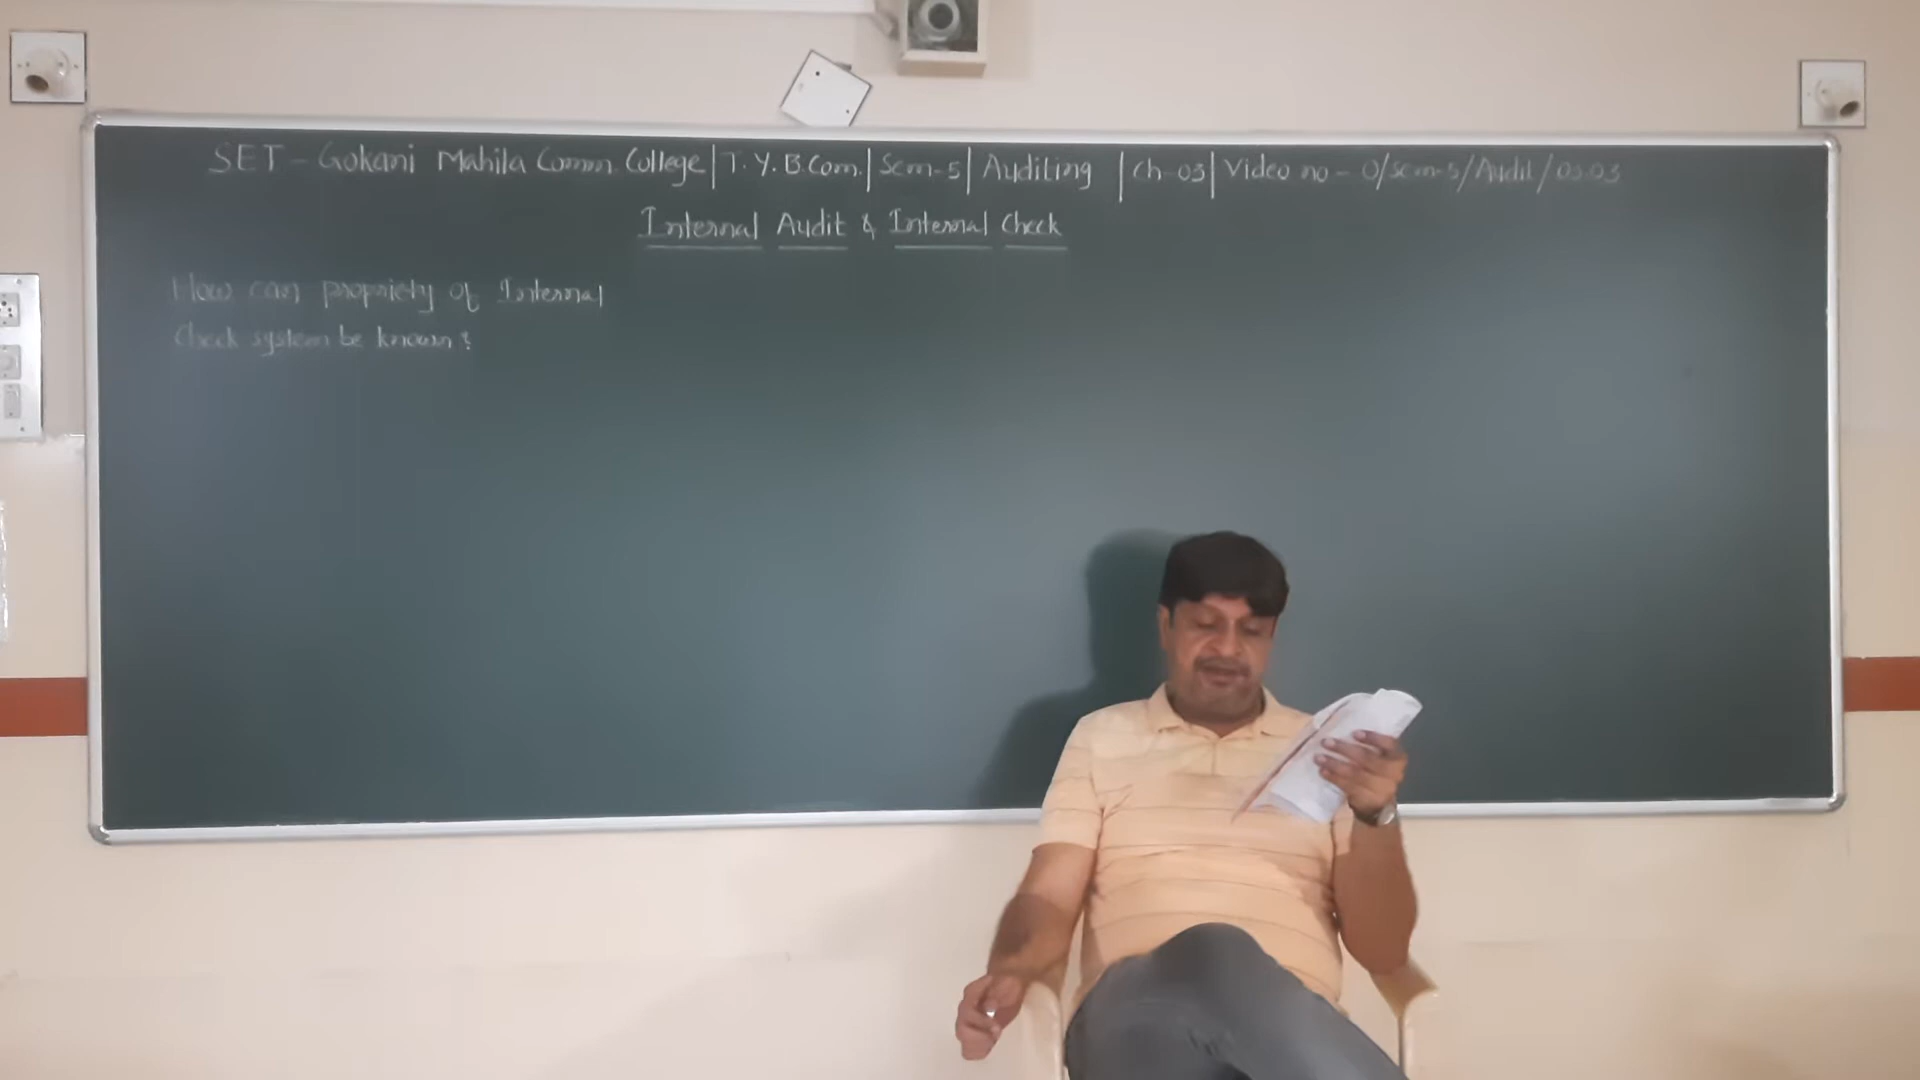 SET - Gokani Mahila Comm. College | T. Y. B.Com. | Sem-5 | Auditing | Ch-03 | Video no - 0/sem-5/Audit/03.03
Internal Audit & Internal Check
How can propriety of Internal
Check system be known?